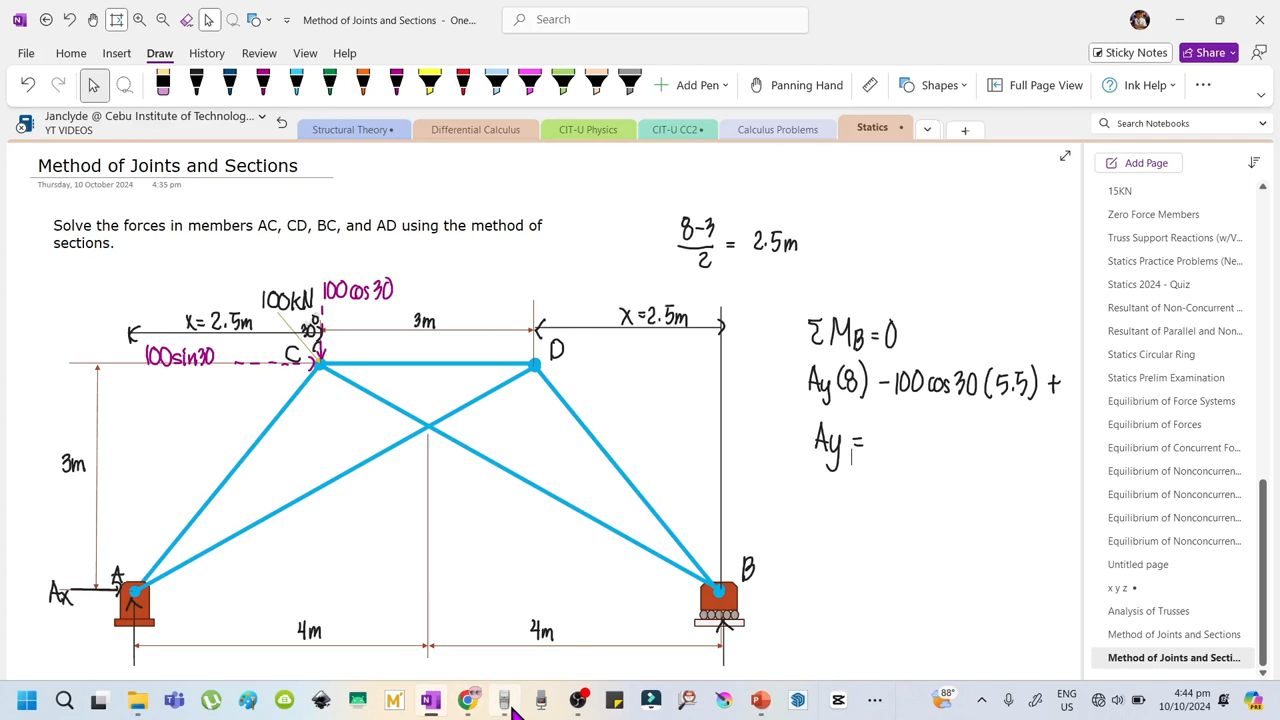 Method of Joints and Sections - One...
Search
File Home Insert Draw History Review View Help
Sticky Notes
Share
Add Pen
Panning Hand
Shapes
Full Page View
Ink Help
Janclyde @ Cebu Institute of Technolog...
YT VIDEOS
Structural Theory
Differential Calculus
CIT-U Physics
CIT-U CC2
Calculus Problems
Statics
Search Notebooks
Method of Joints and Sections
Thursday, 10 October 2024 4:35 pm
Solve the forces in members AC, CD, BC, and AD using the method of
sections.
8-3
2
= 2.5m
100kN
100cos30
x = 2.5m
30°
3m
x = 2.5m
100sin30
C
D
3m
Ax
A
B
4m
4m
ΣM_B = 0
Ay(8) - 100cos30(5.5) +
Ay =
Add Page
15KN
Zero Force Members
Truss Support Reactions (w/V...
Statics Practice Problems (Ne...
Statics 2024 - Quiz
Resultant of Non-Concurrent ...
Resultant of Parallel and Non...
Statics Circular Ring
Statics Prelim Examination
Equilibrium of Force Systems
Equilibrium of Forces
Equilibrium of Concurrent Fo...
Equilibrium of Nonconcurren...
Equilibrium of Nonconcurren...
Equilibrium of Nonconcurren...
Equilibrium of Nonconcurren...
Untitled page
x y z
Analysis of Trusses
Method of Joints and Sections
Method of Joints and Secti...
88°
ENG
US
4:44 pm
10/10/2024